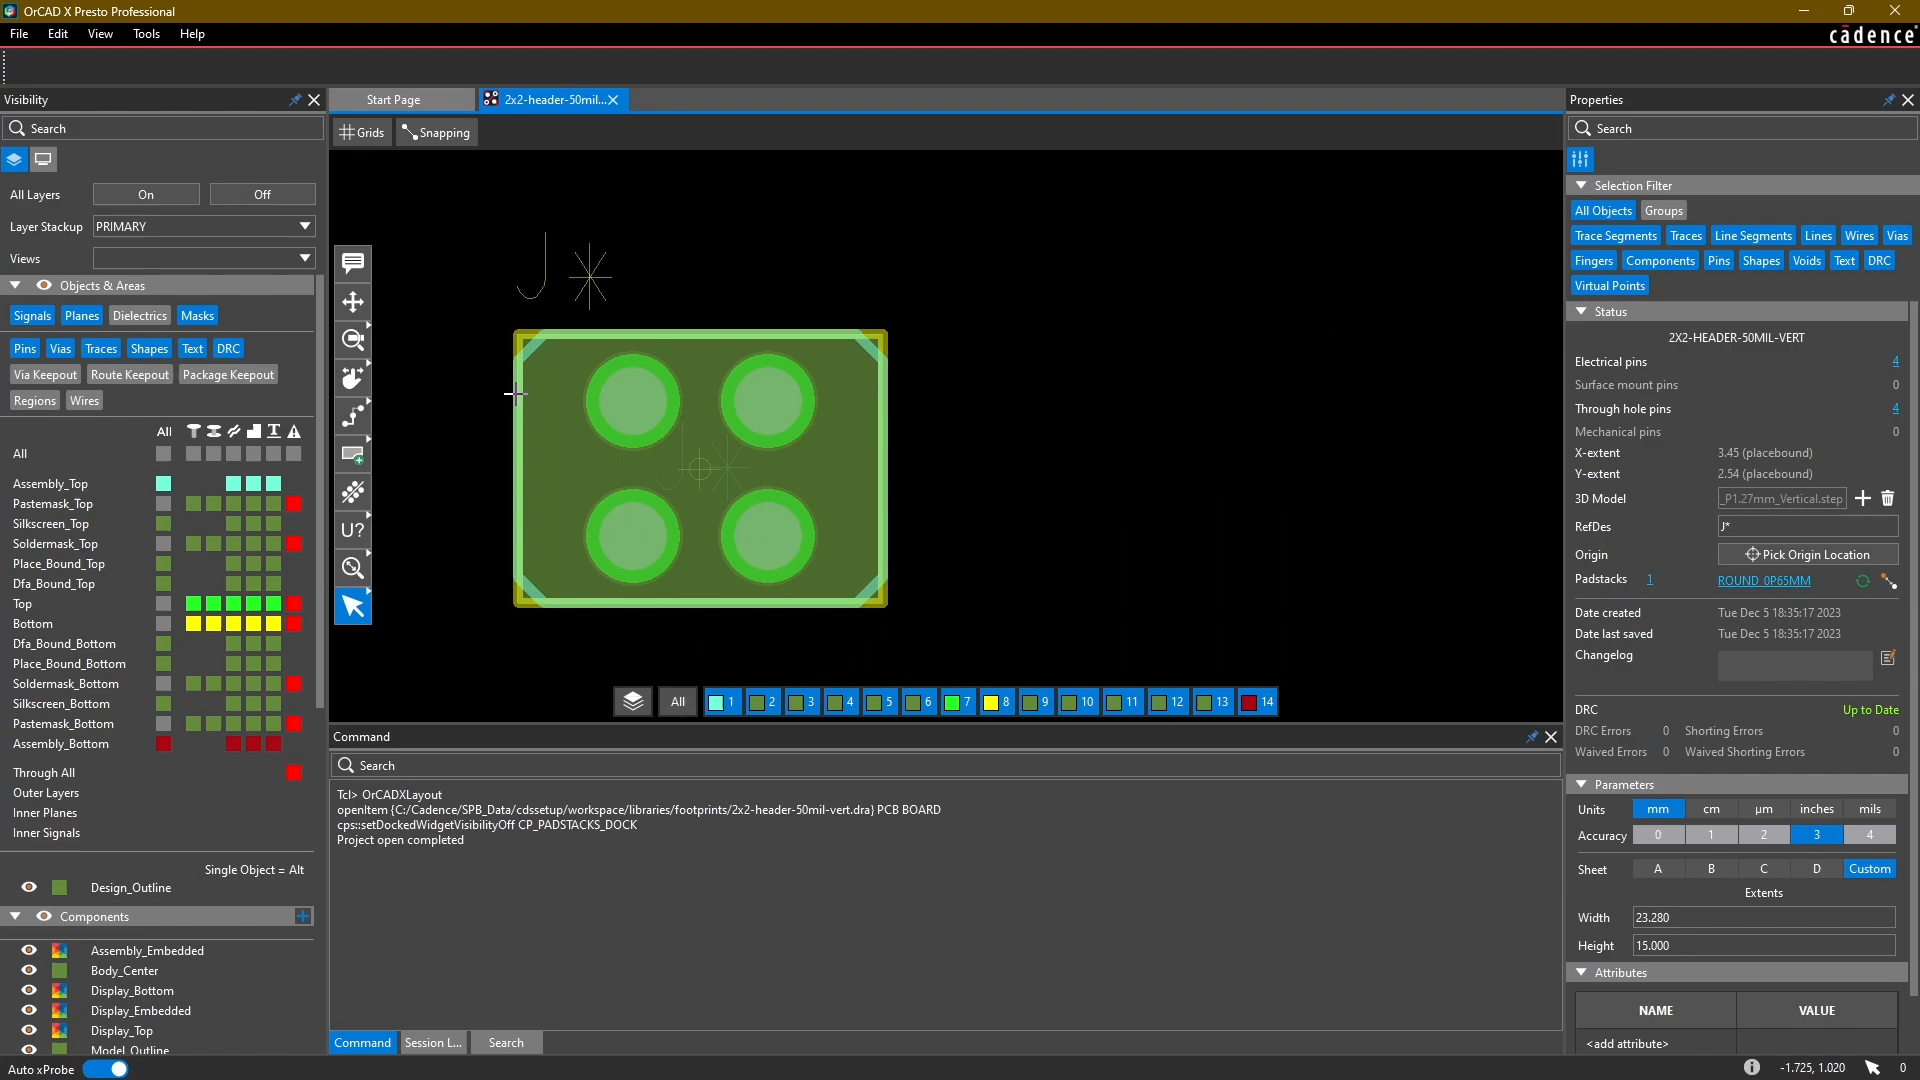 OrCAD X Presto Professional
File Edit View Tools Help
cādence
Visibility
Search
All Layers On Off
Layer Stackup PRIMARY
Views
Objects & Areas
Signals Planes Dielectrics Masks
Pins Vias Traces Shapes Text DRC
Via Keepout Route Keepout Package Keepout
Regions Wires
All
All
Assembly_Top
Pastemask_Top
Silkscreen_Top
Soldermask_Top
Place_Bound_Top
Dfa_Bound_Top
Top
Bottom
Dfa_Bound_Bottom
Place_Bound_Bottom
Soldermask_Bottom
Silkscreen_Bottom
Pastemask_Bottom
Assembly_Bottom
Through All
Outer Layers
Inner Planes
Inner Signals
Single Object = Alt
Design_Outline
Components
Assembly_Embedded
Body_Center
Display_Bottom
Display_Embedded
Display_Top
Model_Outline
Auto xProbe
Start Page 2x2-header-50mil...
Grids Snapping
J*
J*
U?
All 1 2 3 4 5 6 7 8 9 10 11 12 13 14
Command
Search
Tcl> OrCADXLayout
openItem {C:/Cadence/SPB_Data/cdssetup/workspace/libraries/footprints/2x2-header-50mil-vert.dra} PCB BOARD
cps::setDockedWidgetVisibilityOff CP_PADSTACKS_DOCK
Project open completed
Command Session L... Search
Properties
Search
Selection Filter
All Objects Groups
Trace Segments Traces Line Segments Lines Wires Vias
Fingers Components Pins Shapes Voids Text DRC
Virtual Points
Status
2X2-HEADER-50MIL-VERT
Electrical pins 4
Surface mount pins 0
Through hole pins 4
Mechanical pins 0
X-extent 3.45 (placebound)
Y-extent 2.54 (placebound)
3D Model _P1.27mm_Vertical.step
RefDes J*
Origin Pick Origin Location
Padstacks 1 ROUND_0P65MM
Date created Tue Dec 5 18:35:17 2023
Date last saved Tue Dec 5 18:35:17 2023
Changelog
DRC Up to Date
DRC Errors 0 Shorting Errors 0
Waived Errors 0 Waived Shorting Errors 0
Parameters
Units mm cm µm inches mils
Accuracy 0 1 2 3 4
Sheet A B C D Custom
Extents
Width 23.280
Height 15.000
Attributes
NAME VALUE
<add attribute>
-1.725, 1.020 0